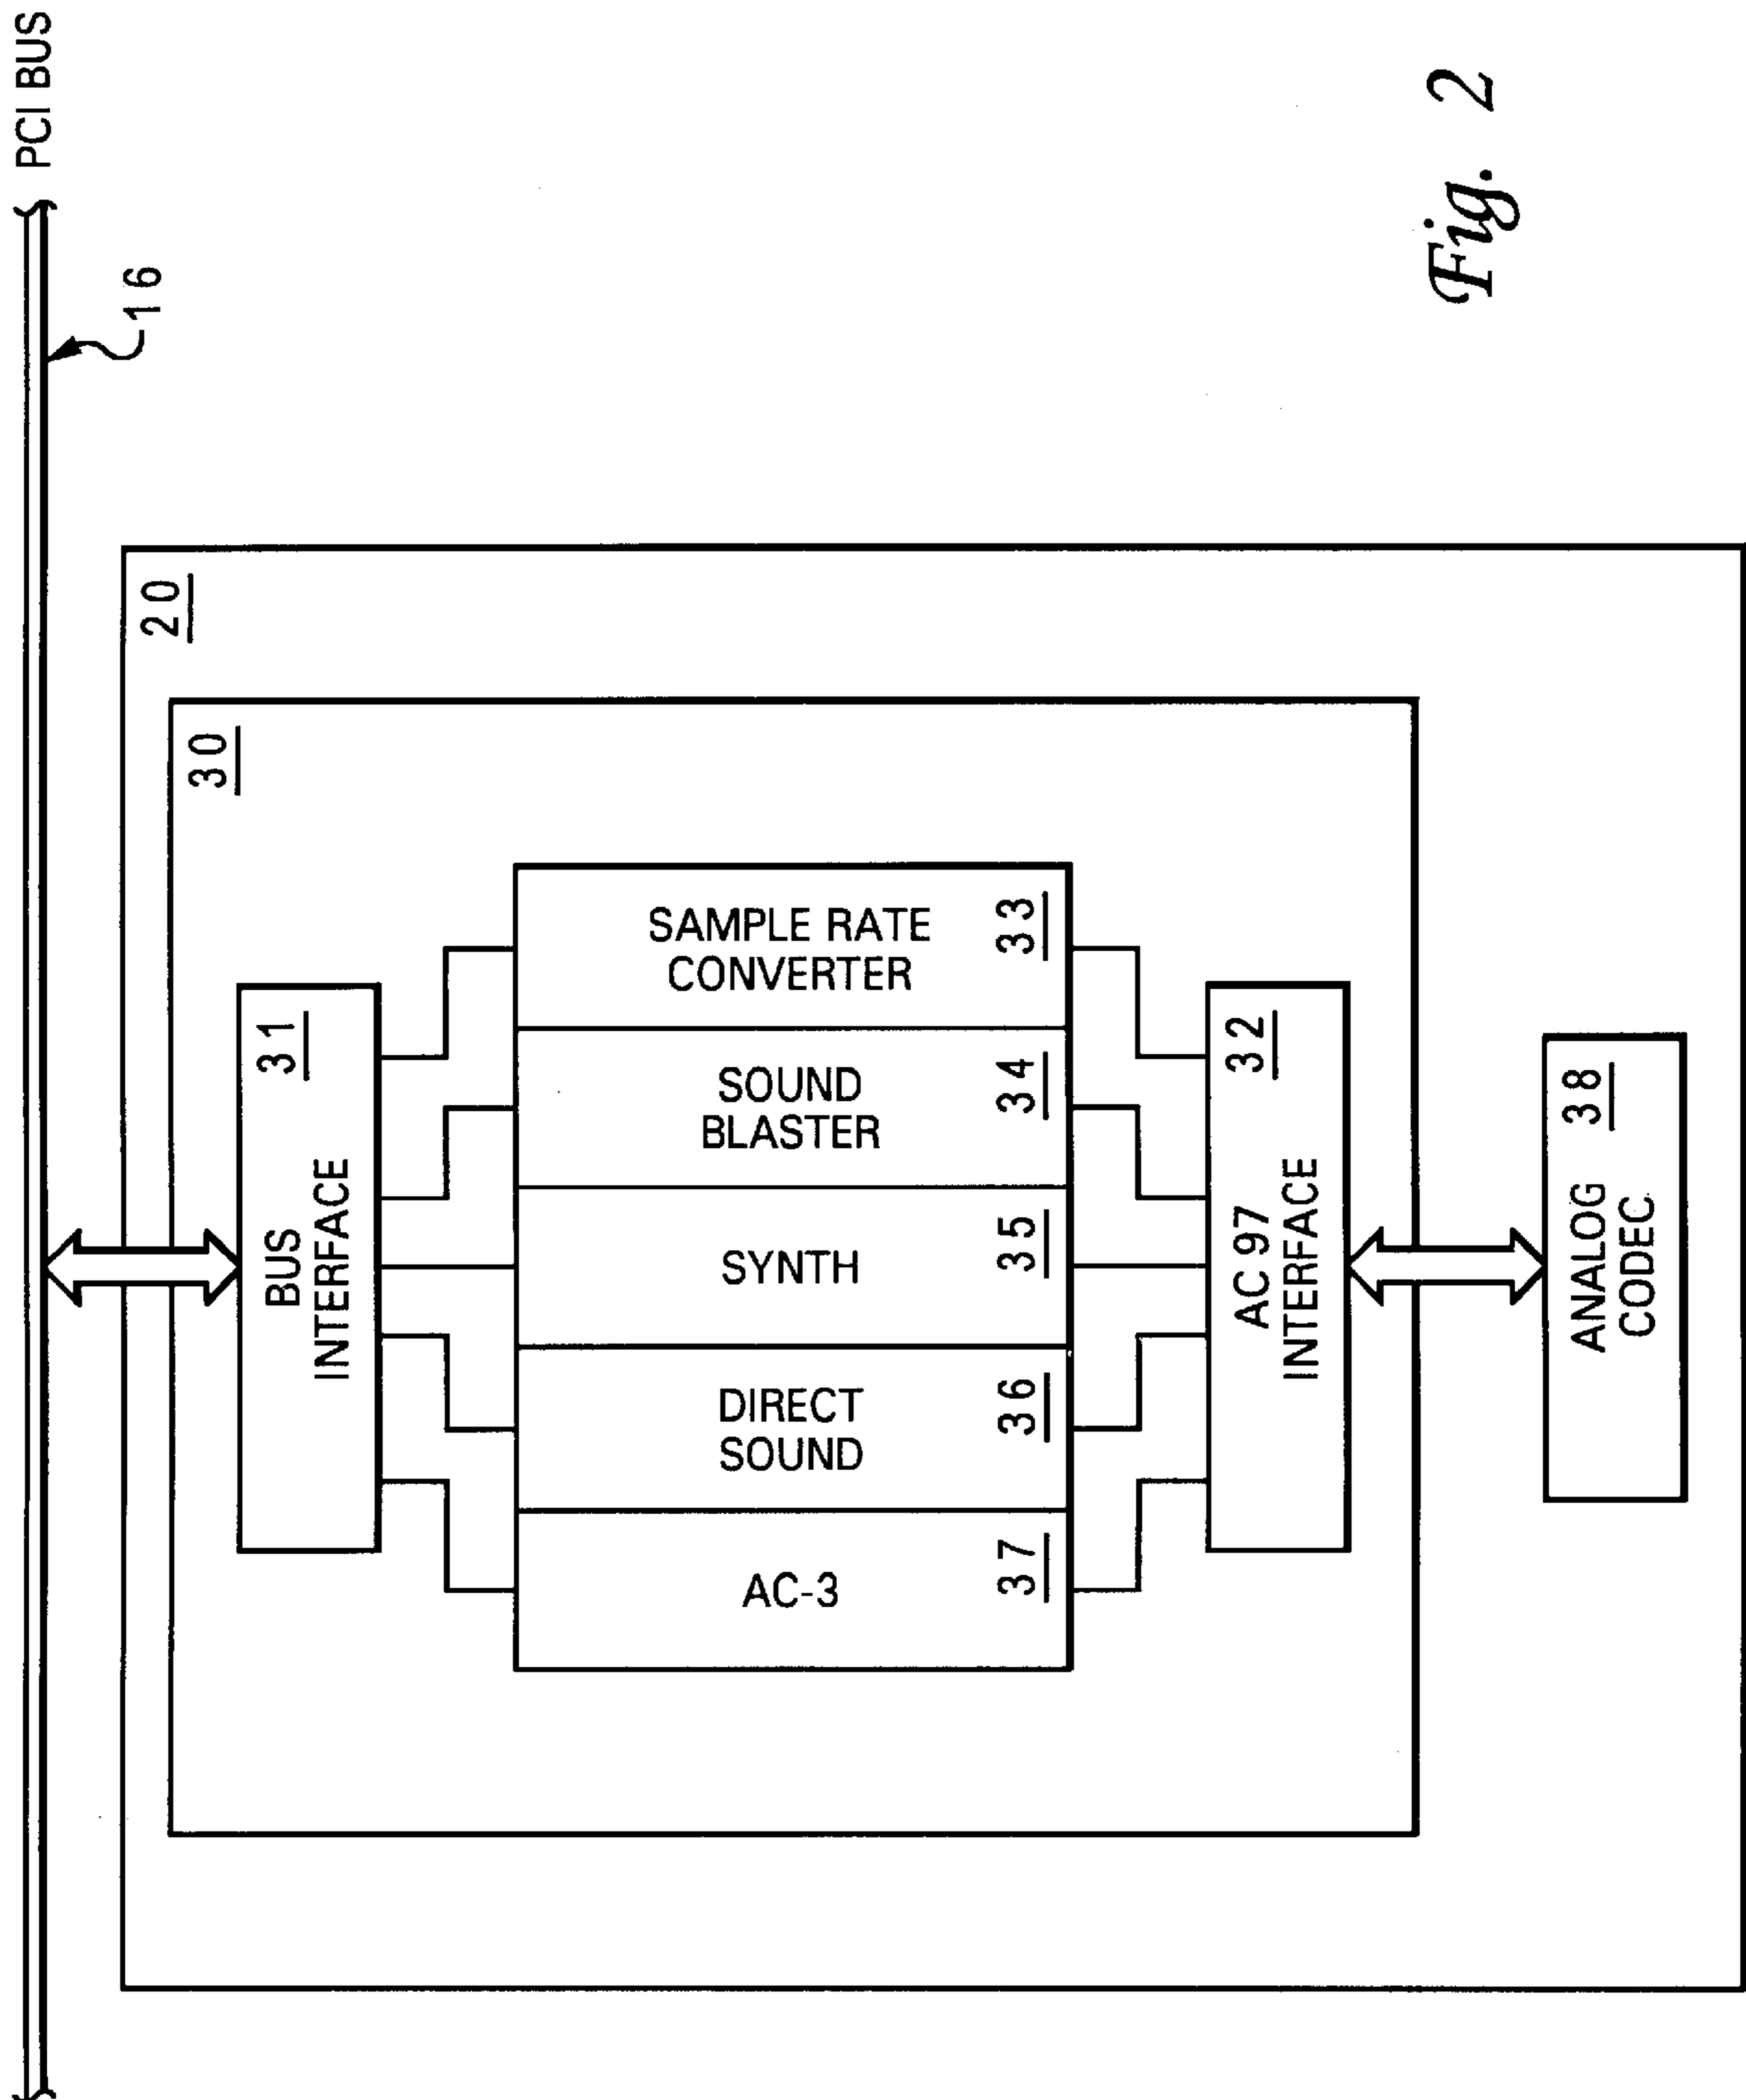 PCI BUS
16
20
30
BUS
INTERFACE
31
AC-3
37
DIRECT
SOUND
36
SYNTH
35
SOUND
BLASTER
34
SAMPLE RATE
CONVERTER
33
AC 97
INTERFACE
32
ANALOG
CODEC
38
Fig. 2